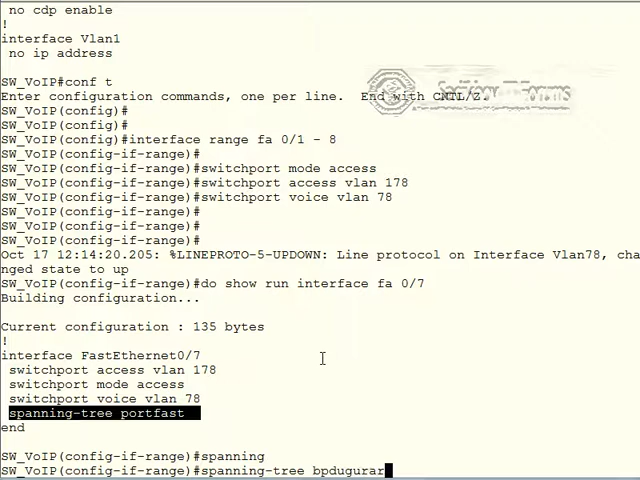 no cdp enable
!
interface Vlan1
no ip address
SW_VoIP#conf t
Enter configuration commands, one per line.  End with CNTL/Z.
SW_VoIP(config)#
SW_VoIP(config)#
SW_VoIP(config)#interface range fa 0/1 - 8
SW_VoIP(config-if-range)#
SW_VoIP(config-if-range)#switchport mode access
SW_VoIP(config-if-range)#switchport access vlan 178
SW_VoIP(config-if-range)#switchport voice vlan 78
SW_VoIP(config-if-range)#
SW_VoIP(config-if-range)#
SW_VoIP(config-if-range)#
Oct 17 12:14:20.205: %LINEPROTO-5-UPDOWN: Line protocol on Interface Vlan78, cha
nged state to up
SW_VoIP(config-if-range)#do show run interface fa 0/7
Building configuration...
Current configuration : 135 bytes
!
interface FastEthernet0/7
switchport access vlan 178
switchport mode access
switchport voice vlan 78
spanning-tree portfast
end
SW_VoIP(config-if-range)#spanning
SW_VoIP(config-if-range)#spanning-tree bpdugurar